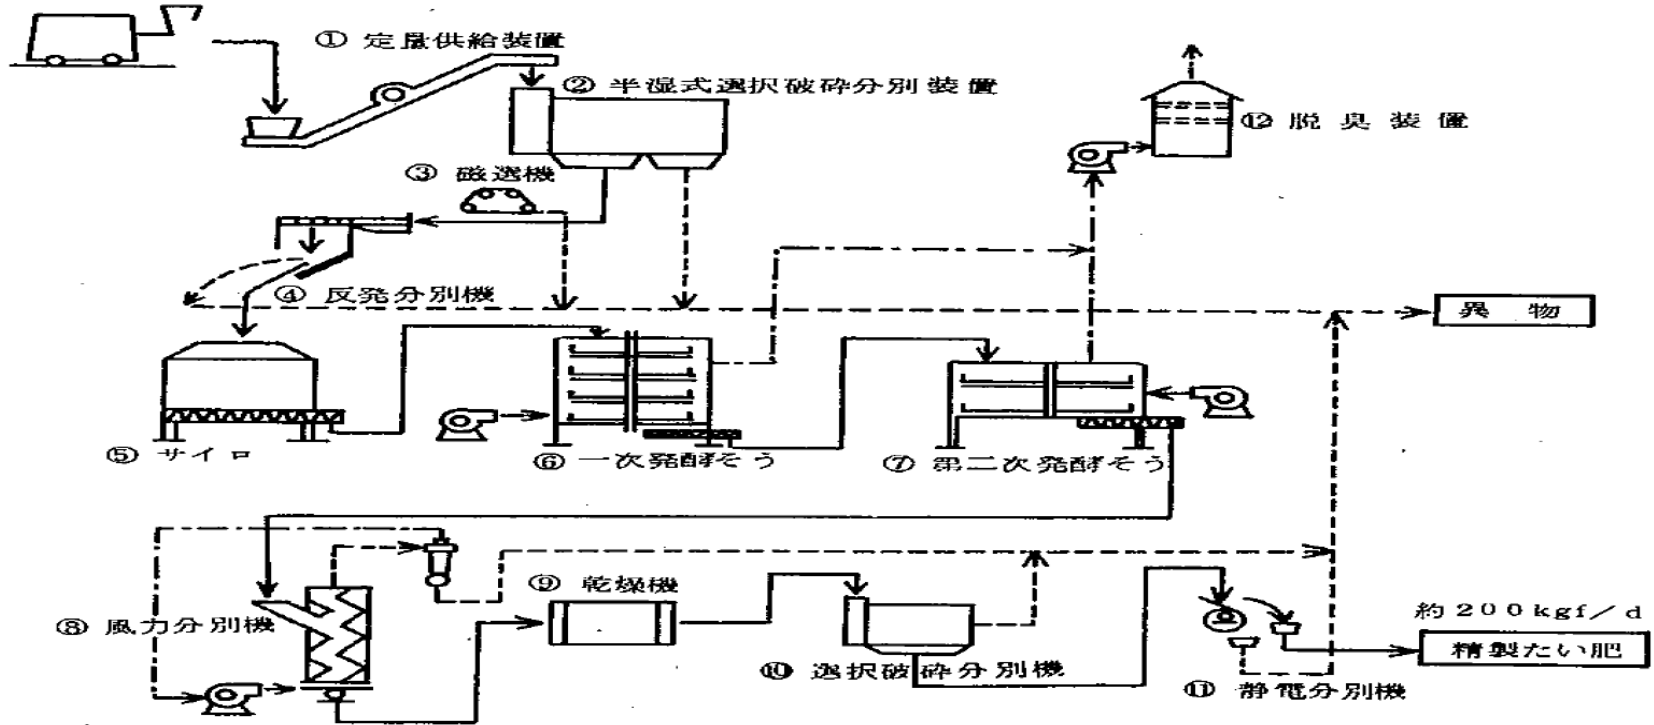 ① 定量供給装置
② 半湿式選択破砕分別装置
⑫ 脱臭装置
③ 磁選機
④ 反発分別機
異物
⑤ サイロ
⑥ 一次発酵そう
⑦ 第二次発酵そう
⑧ 風力分別機
⑨ 乾燥機
⑩ 選択破砕分別機
⑪ 静電分別機
約200kgf/d
精製たい肥